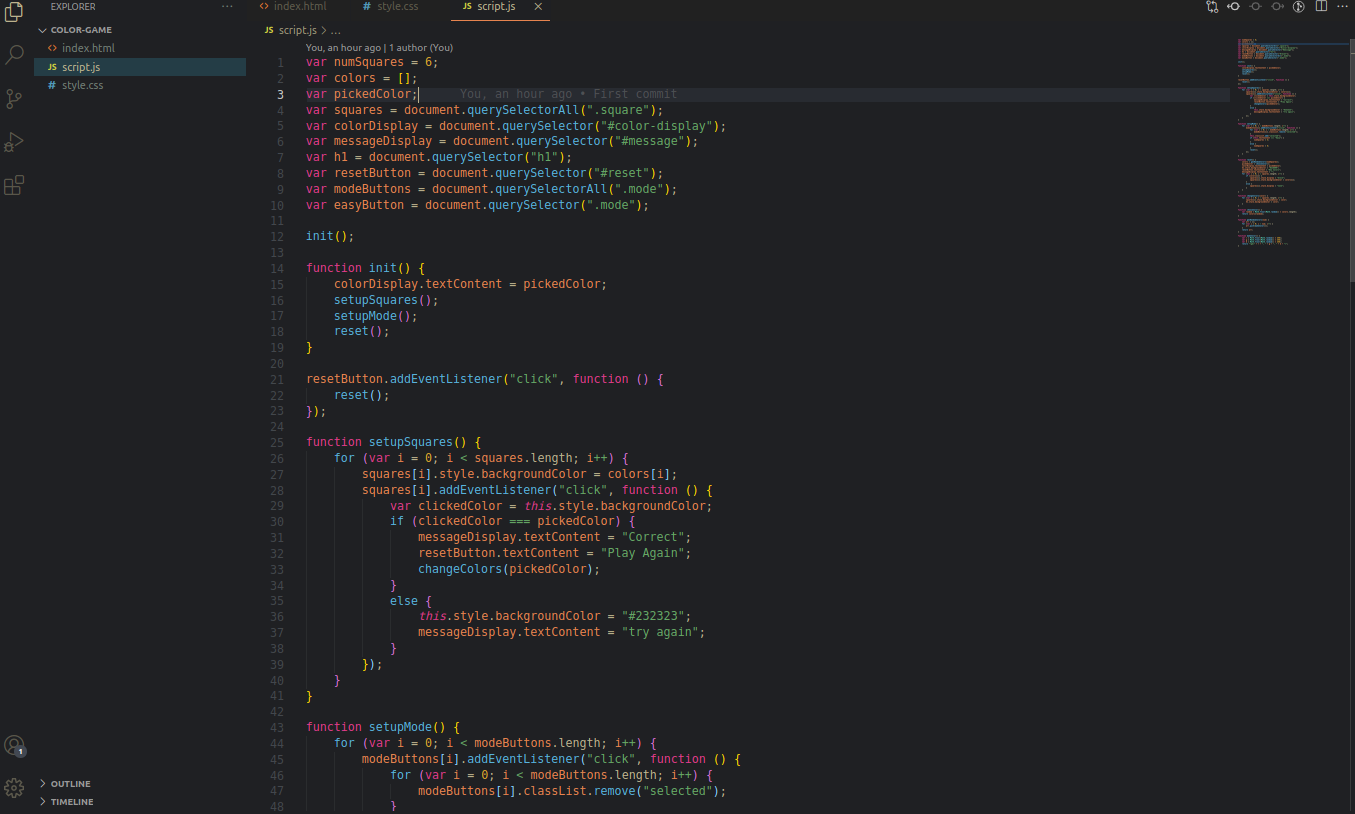 EXPLORER
COLOR-GAME
index.html
script.js
style.css
OUTLINE
TIMELINE
1
index.html
style.css
JS script.js
JS script.js > ...
You, an hour ago | 1 author (You)
1 var numSquares = 6;
2 var colors = [];
3 var pickedColor; You, an hour ago • First commit
4 var squares = document.querySelectorAll(".square");
5 var colorDisplay = document.querySelector("#color-display");
6 var messageDisplay = document.querySelector("#message");
7 var h1 = document.querySelector("h1");
8 var resetButton = document.querySelector("#reset");
9 var modeButtons = document.querySelectorAll(".mode");
10 var easyButton = document.querySelector(".mode");
11
12 init();
13
14 function init() {
15 colorDisplay.textContent = pickedColor;
16 setupSquares();
17 setupMode();
18 reset();
19 }
20
21 resetButton.addEventListener("click", function () {
22 reset();
23 });
24
25 function setupSquares() {
26 for (var i = 0; i < squares.length; i++) {
27 squares[i].style.backgroundColor = colors[i];
28 squares[i].addEventListener("click", function () {
29 var clickedColor = this.style.backgroundColor;
30 if (clickedColor === pickedColor) {
31 messageDisplay.textContent = "Correct";
32 resetButton.textContent = "Play Again";
33 changeColors(pickedColor);
34 }
35 else {
36 this.style.backgroundColor = "#232323";
37 messageDisplay.textContent = "try again";
38 }
39 });
40 }
41 }
42
43 function setupMode() {
44 for (var i = 0; i < modeButtons.length; i++) {
45 modeButtons[i].addEventListener("click", function () {
46 for (var i = 0; i < modeButtons.length; i++) {
47 modeButtons[i].classList.remove("selected");
48 }